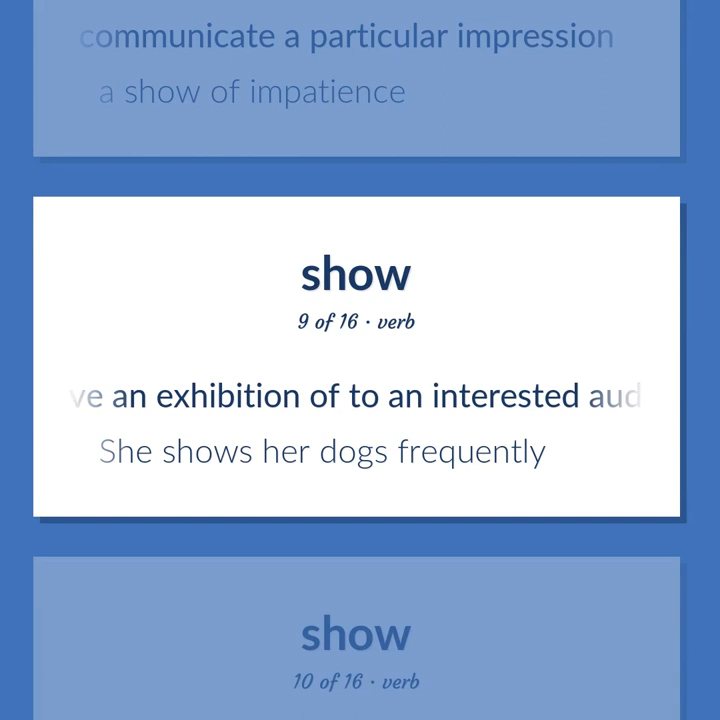 communicate a particular impression
a show of impatience
show
9 of 16 · verb
ve an exhibition of to an interested aud
She shows her dogs frequently
show
10 of 16 · verb